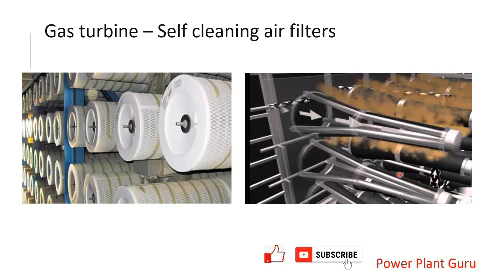 Gas turbine – Self cleaning air filters
SUBSCRIBE
Power Plant Guru